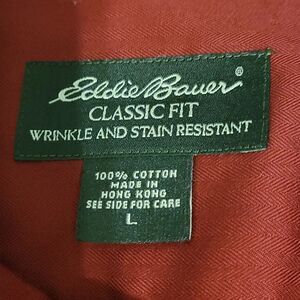 Eddie Bauer®
CLASSIC FIT
WRINKLE AND STAIN RESISTANT
100% COTTON
MADE IN
HONG KONG
SEE SIDE FOR CARE
L